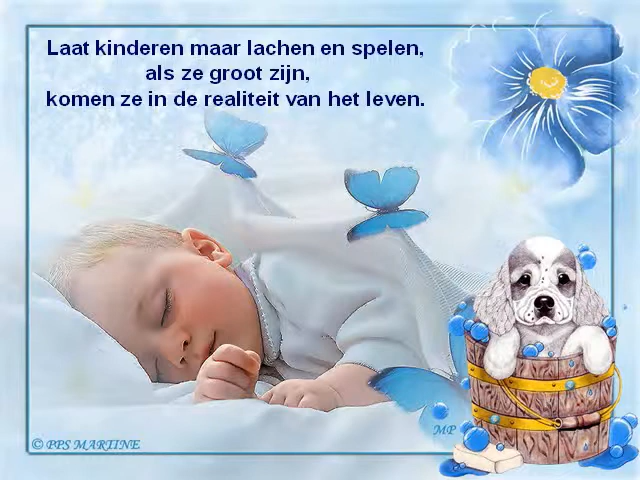 Laat kinderen maar lachen en spelen,
als ze groot zijn,
komen ze in de realiteit van het leven.
MP
© PPS MARTINE